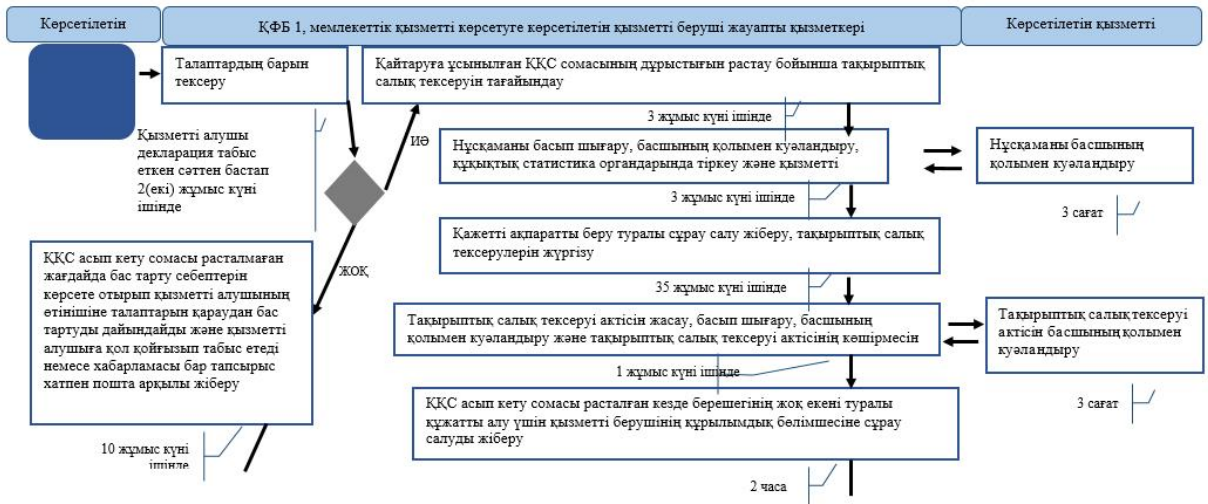 Көрсетілетін
ҚФБ 1, мемлекеттік қызметті көрсетуге көрсетілетін қызметті беруші жауапты қызметкері
Көрсетілетін қызметті
Талаптардың барын
тексеру
Қайтаруға ұсынылған ҚҚС сомасының дұрыстығын растау бойынша тақырыптық
салық тексеруін тағайындау
3 жұмыс күні ішінде
Қызметті алушы
декларация табыс
еткен сәттен бастап
2(екі) жұмыс күні
ішінде
ИӘ
Нұсқаманы басып шығару, басшының қолымен куәландыру,
құқықтық статистика органдарында тіркеу және қызметті
Нұсқаманы басшының
қолымен куәландыру
3 жұмыс күні ішінде
3 сағат
Қажетті ақпаратты беру туралы сұрау салу жіберу, тақырыптық салық
тексерулерін жүргізу
ЖОҚ
35 жұмыс күні ішінде
ҚҚС асып кету сомасы расталмаған
жағдайда бас тарту себептерін
көрсете отырып қызметті алушының
өтінішіне талаптарын қараудан бас
тартуды дайындайды және қызметті
алушыға қол қойғызып табыс етеді
немесе хабарламасы бар тапсырыс
хатпен пошта арқылы жіберу
Тақырыптық салық тексеруі актісін жасау, басып шығару, басшының
қолымен куәландыру және тақырыптық салық тексеруі актісінің көшірмесін
Тақырыптық салық тексеруі
актісін басшының қолымен
куәландыру
1 жұмыс күні ішінде
3 сағат
ҚҚС асып кету сомасы расталған кезде берешегінің жоқ екені туралы
құжатты алу үшін қызметті берушінің құрылымдық бөлімшесіне сұрау
салуды жіберу
10 жұмыс күні
ішінде
2 часа